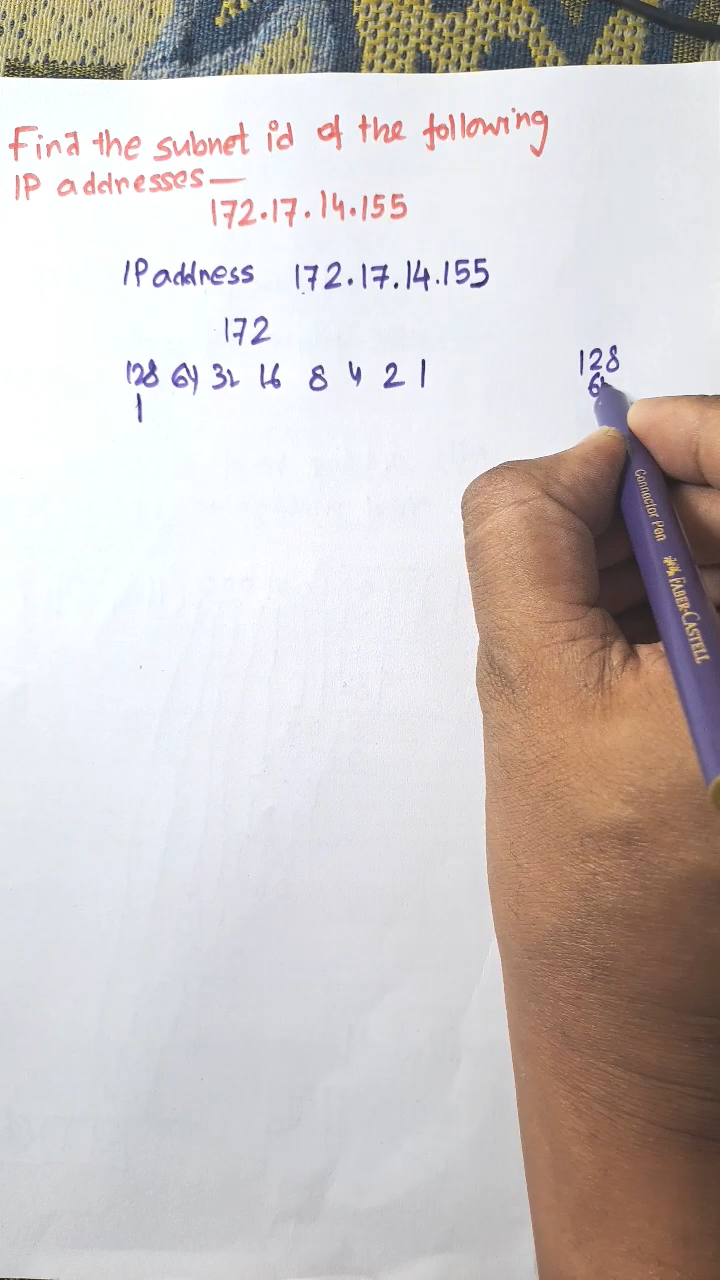 Find the subnet id of the following
IP addresses—
172.17.14.155
IP address 172.17.14.155
172
128 64 32 16 8 4 2 1
1
128
64
Connector Pen FABER-CASTELL